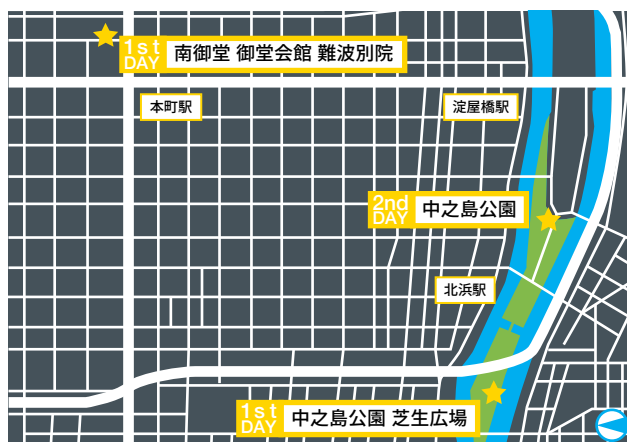 1st
DAY
南御堂 御堂会館 難波別院
本町駅
淀屋橋駅
2nd
DAY
中之島公園
北浜駅
1st
DAY
中之島公園 芝生広場